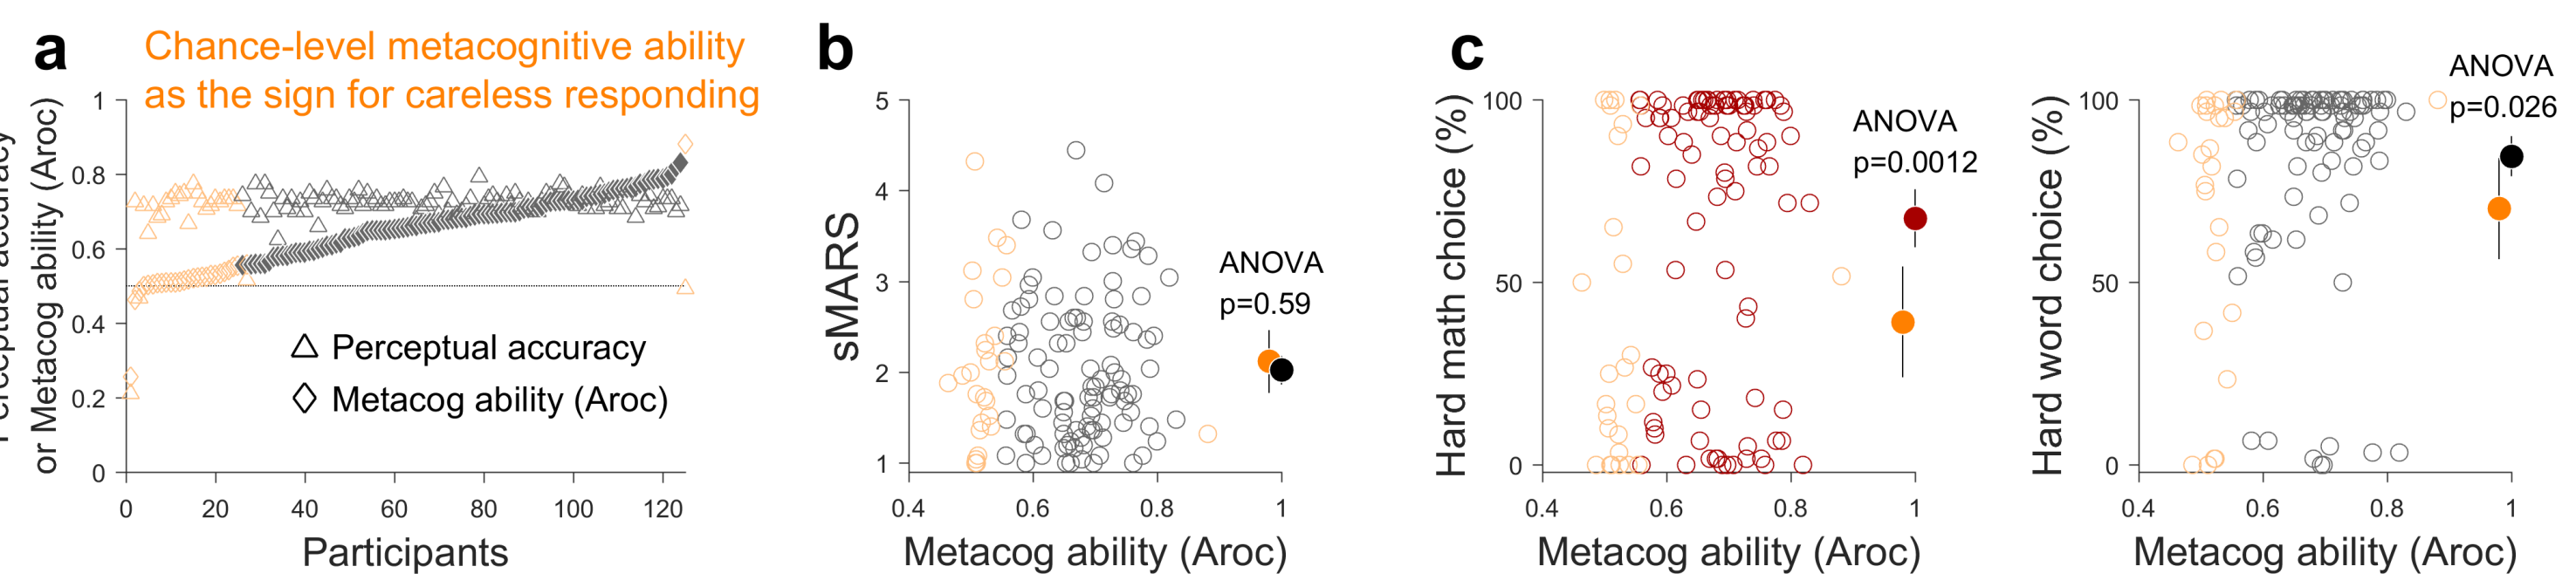 a
Chance-level metacognitive ability
as the sign for careless responding
or Metacog ability (Aroc)
1
0.8
0.6
0.4
0.2
0
△ Perceptual accuracy
◇ Metacog ability (Aroc)
0 20 40 60 80 100 120
Participants
b
sMARS
5
4
3
2
1
ANOVA
p=0.59
0.4 0.6 0.8 1
Metacog ability (Aroc)
c
Hard math choice (%)
100
50
0
ANOVA
p=0.0012
0.4 0.6 0.8 1
Metacog ability (Aroc)
Hard word choice (%)
100
50
0
ANOVA
p=0.026
0.4 0.6 0.8 1
Metacog ability (Aroc)